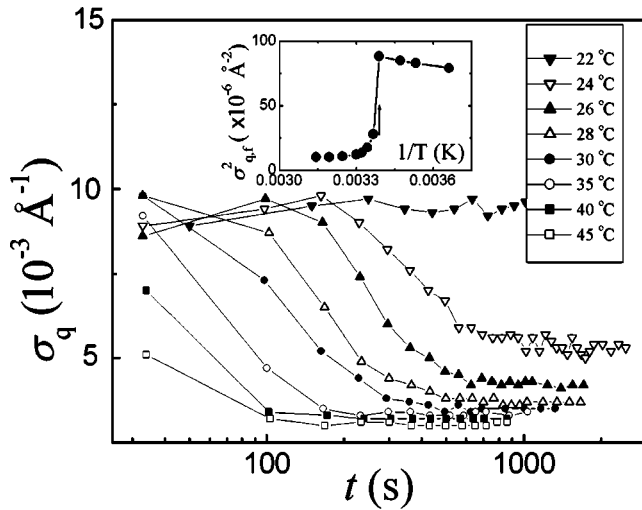 15
10
5
σq (10⁻³ Å⁻¹)
100
1000
t (s)
100
50
0
σ²q,f ( x10⁻⁶ Å⁻²)
0.0030
0.0033
0.0036
1/T (K)
22 °C
24 °C
26 °C
28 °C
30 °C
35 °C
40 °C
45 °C